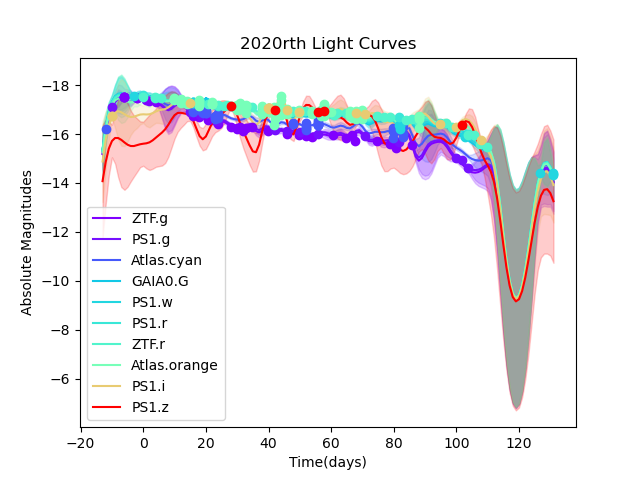 2020rth Light Curves
Absolute Magnitudes
−18
−16
−14
−12
−10
−8
−6
ZTF.g
PS1.g
Atlas.cyan
GAIA0.G
PS1.w
PS1.r
ZTF.r
Atlas.orange
PS1.i
PS1.z
−20 0 20 40 60 80 100 120
Time(days)